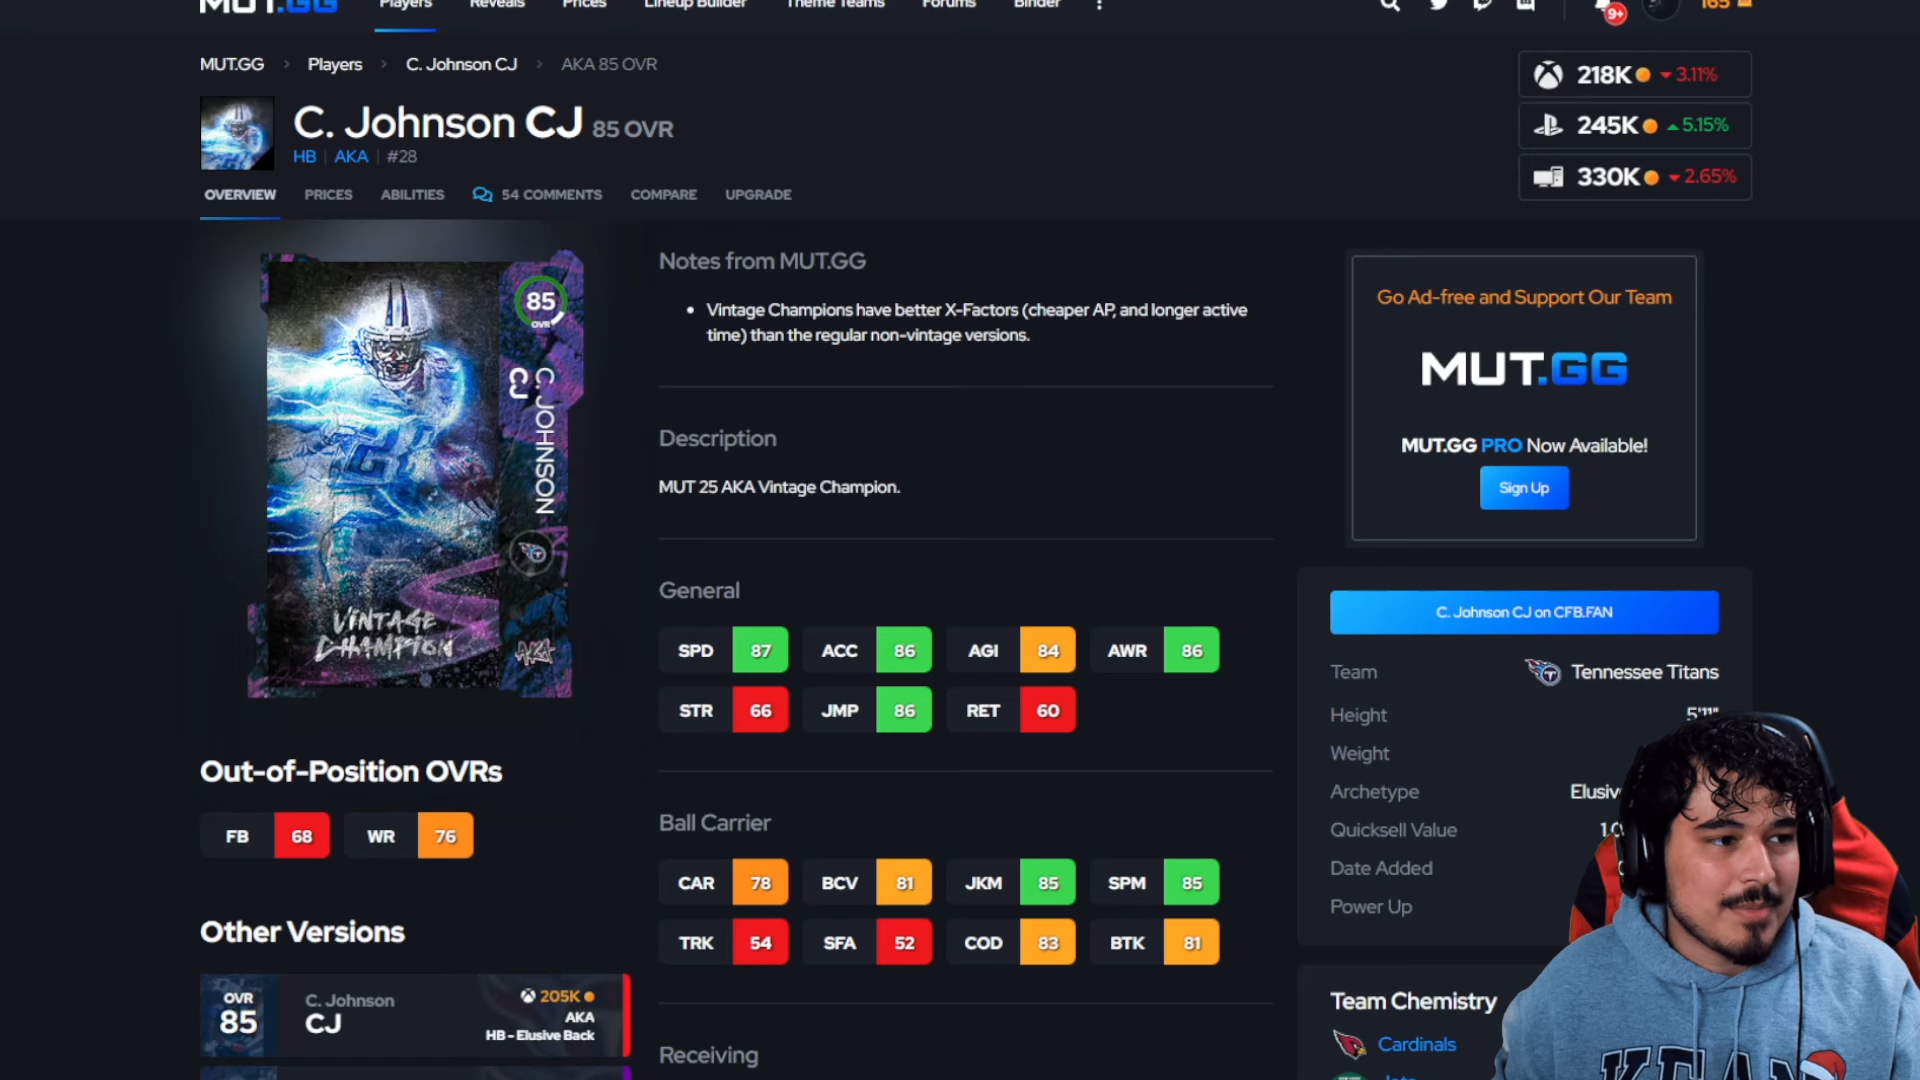 MUT.GG
Players
Reveals
Prices
Lineup Builder
Theme Teams
Forums
Binder
9+
165
MUT.GG > Players > C. Johnson CJ > AKA 85 OVR
C. Johnson CJ 85 OVR
HB | AKA | #28
218K 3.11%
245K 5.15%
330K 2.65%
OVERVIEW
PRICES
ABILITIES
54 COMMENTS
COMPARE
UPGRADE
85
OVR
C. JOHNSON
CJ
VINTAGE
CHAMPION
AKA
Out-of-Position OVRs
FB 68
WR 76
Other Versions
OVR
85
C. Johnson
CJ
205K
AKA
HB - Elusive Back
Notes from MUT.GG
• Vintage Champions have better X-Factors (cheaper AP, and longer active
time) than the regular non-vintage versions.
Description
MUT 25 AKA Vintage Champion.
General
SPD 87
ACC 86
AGI 84
AWR 86
STR 66
JMP 86
RET 60
Ball Carrier
CAR 78
BCV 81
JKM 85
SPM 85
TRK 54
SFA 52
COD 83
BTK 81
Receiving
Go Ad-free and Support Our Team
MUT.GG
MUT.GG PRO Now Available!
Sign Up
C. Johnson CJ on CFB.FAN
Team Tennessee Titans
Height 5'11"
Weight
Archetype
Quicksell Value
Date Added
Power Up
Team Chemistry
Cardinals